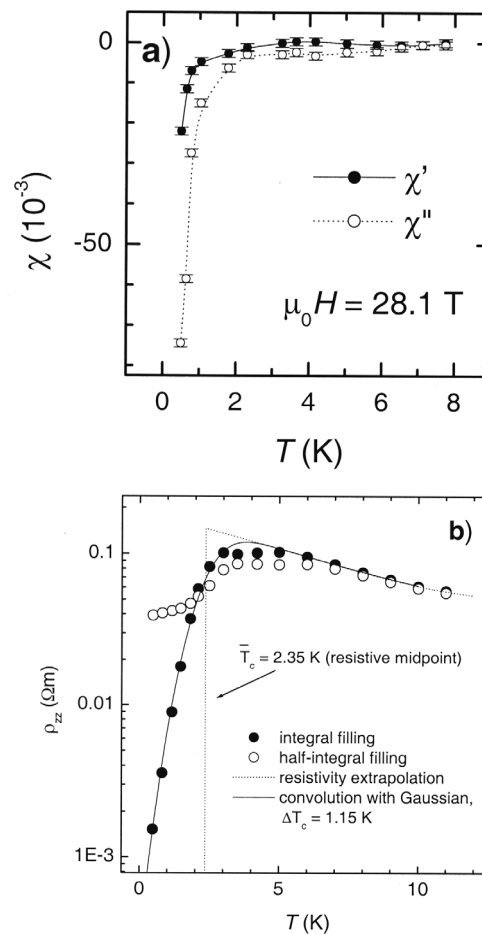 a)
0
-50
χ (10⁻³)
χ'
χ''
μ₀H = 28.1 T
0 2 4 6 8
T (K)
b)
0.1
0.01
1E-3
ρzz (Ωm)
T̄c = 2.35 K (resistive midpoint)
integral filling
half-integral filling
resistivity extrapolation
convolution with Gaussian,
ΔTc = 1.15 K
0 5 10
T (K)